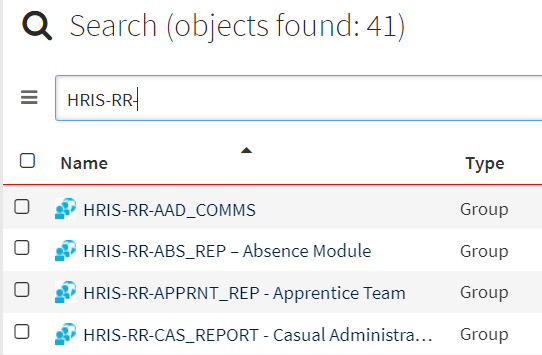 Search (objects found: 41)
HRIS-RR-
Name Type
HRIS-RR-AAD_COMMS Group
HRIS-RR-ABS_REP – Absence Module Group
HRIS-RR-APPRNT_REP - Apprentice Team Group
HRIS-RR-CAS_REPORT - Casual Administra... Group